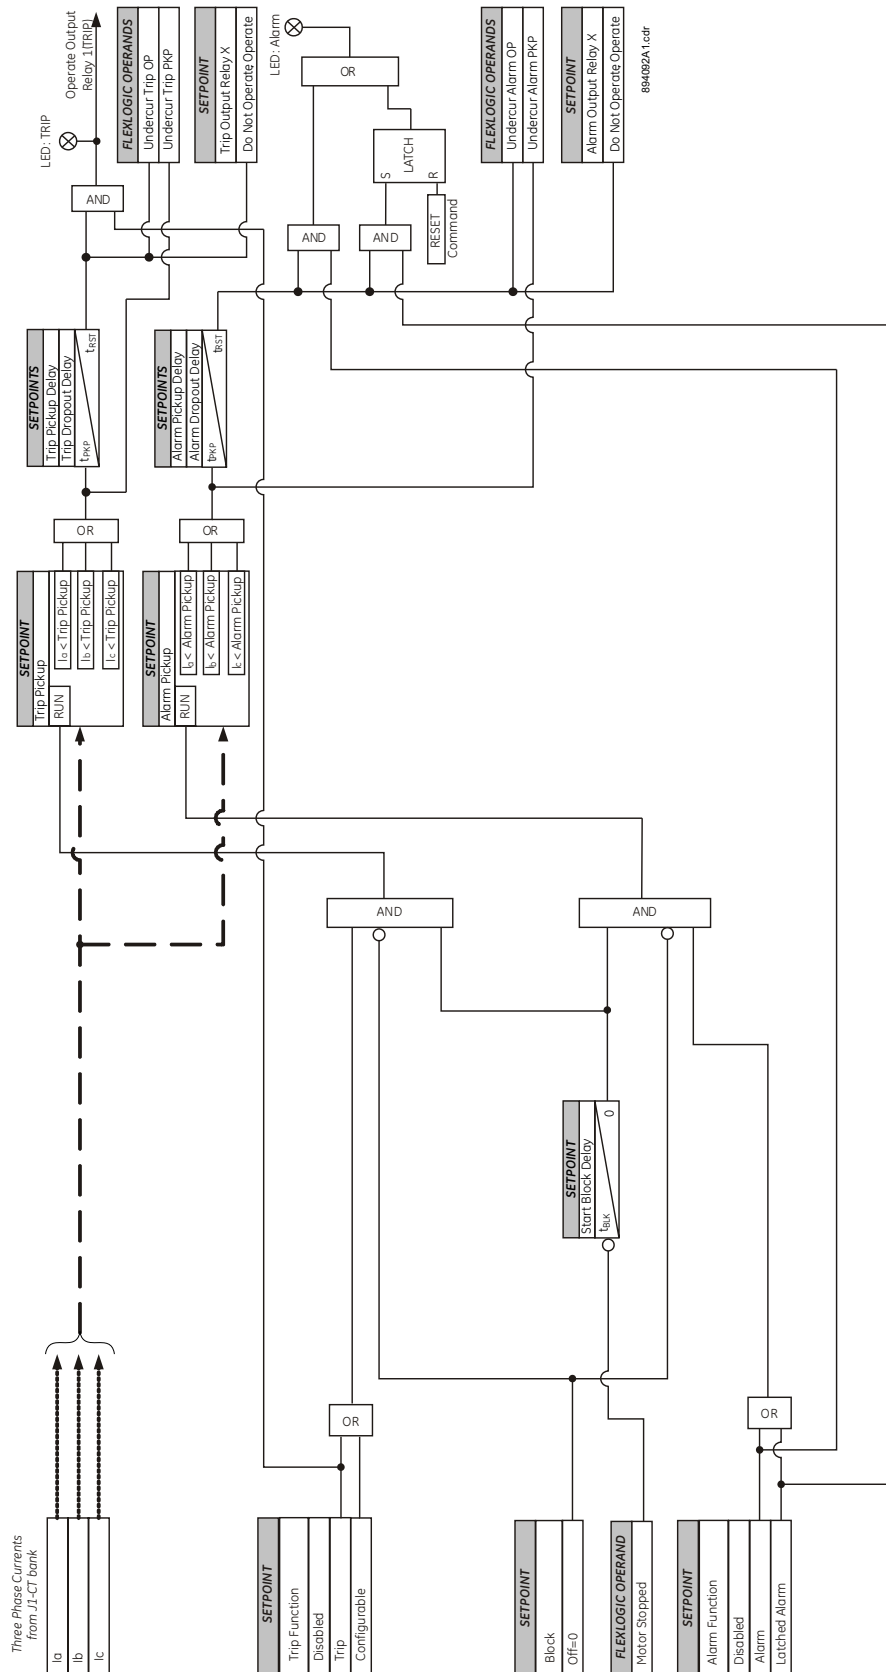 Three Phase Currents
from J1-CT bank
Ia
Ib
Ic
SETPOINT
Trip Function
Disabled
Trip
Configurable
SETPOINT
Block
Off=0
FLEXLOGIC OPERAND
Motor Stopped
SETPOINT
Alarm Function
Disabled
Alarm
Latched Alarm
OR
OR
SETPOINT
Start Block Delay
tBLK
0
AND
AND
SETPOINT
Trip Pickup
RUN
Ia < Trip Pickup
Ib < Trip Pickup
Ic < Trip Pickup
SETPOINT
Alarm Pickup
RUN
Ia < Alarm Pickup
Ib < Alarm Pickup
Ic < Alarm Pickup
OR
OR
SETPOINTS
Trip Pickup Delay
Trip Dropout Delay
tPKP
tRST
SETPOINTS
Alarm Pickup Delay
Alarm Dropout Delay
tPKP
tRST
AND
AND
AND
RESET
Command
S
LATCH
R
OR
LED: TRIP
Operate Output
Relay 1(TRIP)
FLEXLOGIC OPERANDS
Undercur Trip OP
Undercur Trip PKP
SETPOINT
Trip Output Relay X
Do Not Operate, Operate
LED: Alarm
FLEXLOGIC OPERANDS
Undercur Alarm OP
Undercur Alarm PKP
SETPOINT
Alarm Output Relay X
Do Not Operate, Operate
894092A1.cdr